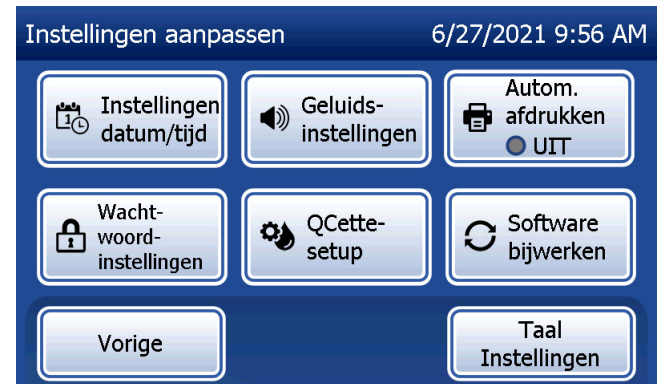 Instellingen aanpassen 6/27/2021 9:56 AM
Instellingen
datum/tijd
Geluids-
instellingen
Autom.
afdrukken
UIT
Wacht-
woord-
instellingen
QCette-
setup
Software
bijwerken
Vorige
Taal
Instellingen